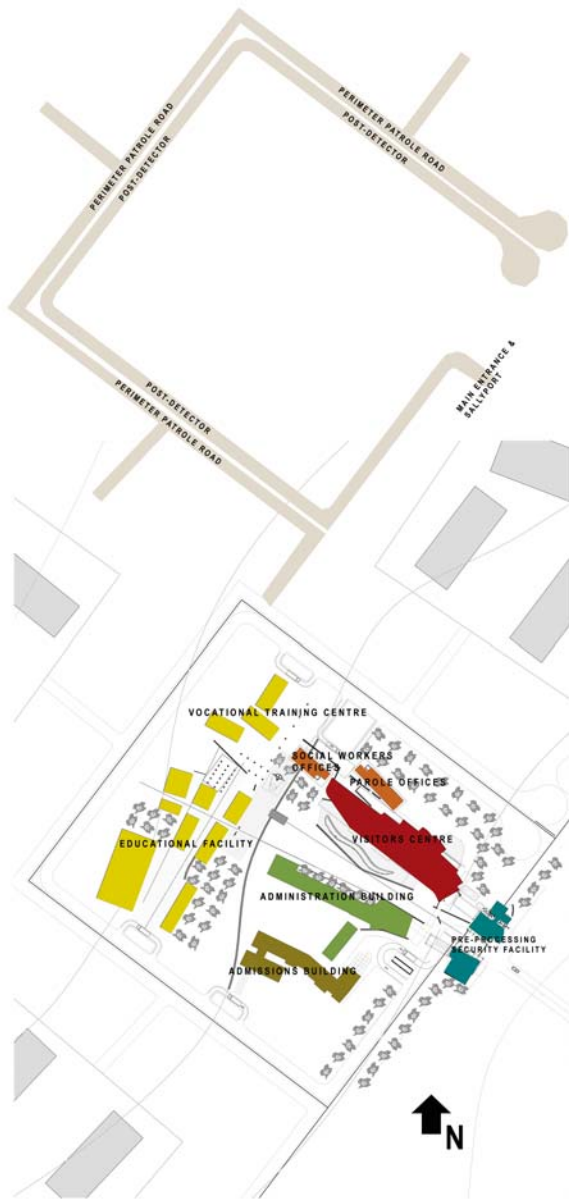 PERIMETER PATROLE ROAD
POST-DETECTOR
PERIMETER PATROLE ROAD
POST-DETECTOR
MAIN ENTRANCE &
SALLYPORT
POST-DETECTOR
PERIMETER PATROLE ROAD
VOCATIONAL TRAINING CENTRE
SOCIAL WORKERS
OFFICES
PAROLE OFFICES
VISITORS CENTRE
EDUCATIONAL FACILITY
ADMINISTRATION BUILDING
PRE-PROCESSING
SECURITY FACILITY
ADMISSIONS BUILDING
N